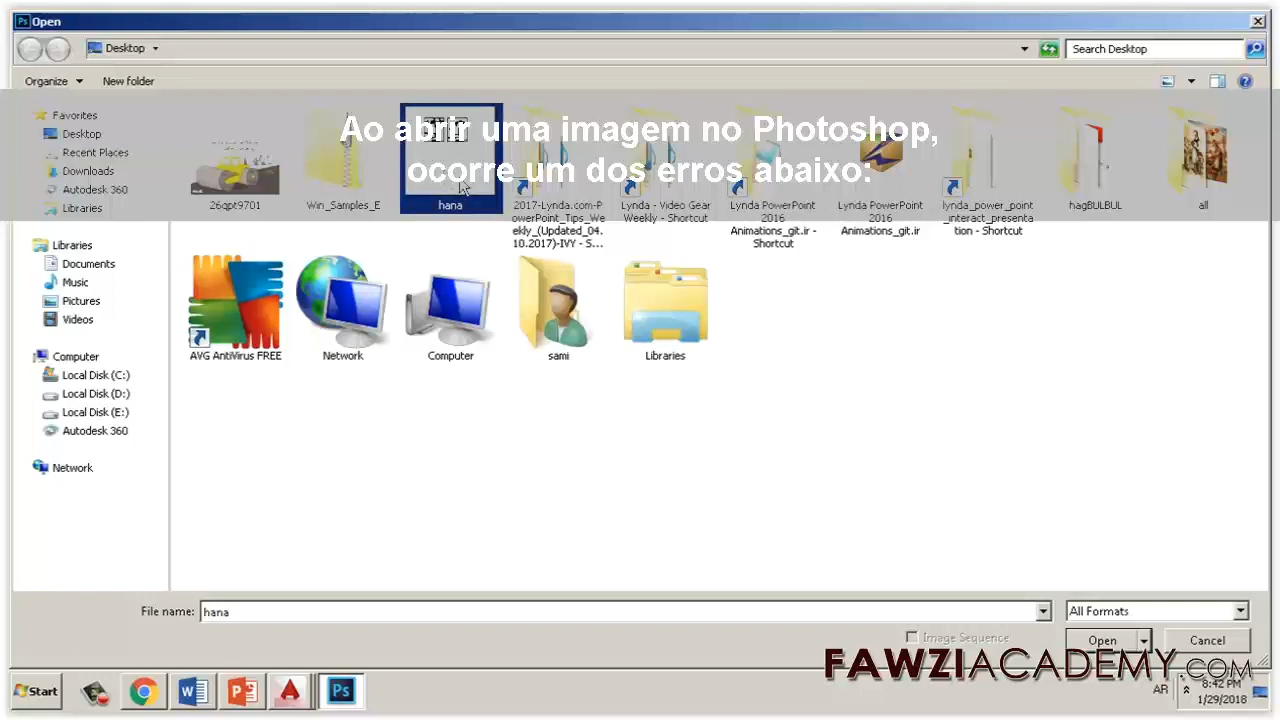 Open
Desktop
Search Desktop
Organize
New folder
Ao abrir uma imagem no Photoshop,
ocorre um dos erros abaixo:
Favorites
Desktop
Recent Places
Downloads
Autodesk 360
Libraries
Libraries
Documents
Music
Pictures
Videos
Computer
Local Disk (C:)
Local Disk (D:)
Local Disk (E:)
Autodesk 360
Network
26qpt9701
Win_Samples_E
hana
2017-Lynda.com-P
owerPoint_Tips_We
ekly_(Updated_04.
10.2017)-IVY - S...
Lynda - Video Gear
Weekly - Shortcut
Lynda PowerPoint
2016
Animations_git.ir -
Shortcut
Lynda PowerPoint
2016
Animations_git.ir
lynda_power_point
_interact_presenta
tion - Shortcut
hagBULBUL
all
AVG AntiVirus FREE
Network
Computer
sami
Libraries
File name:
hana
All Formats
Image Sequence
Open
Cancel
FAWZIACADEMY.COM
Start
AR
8:42 PM
1/29/2018